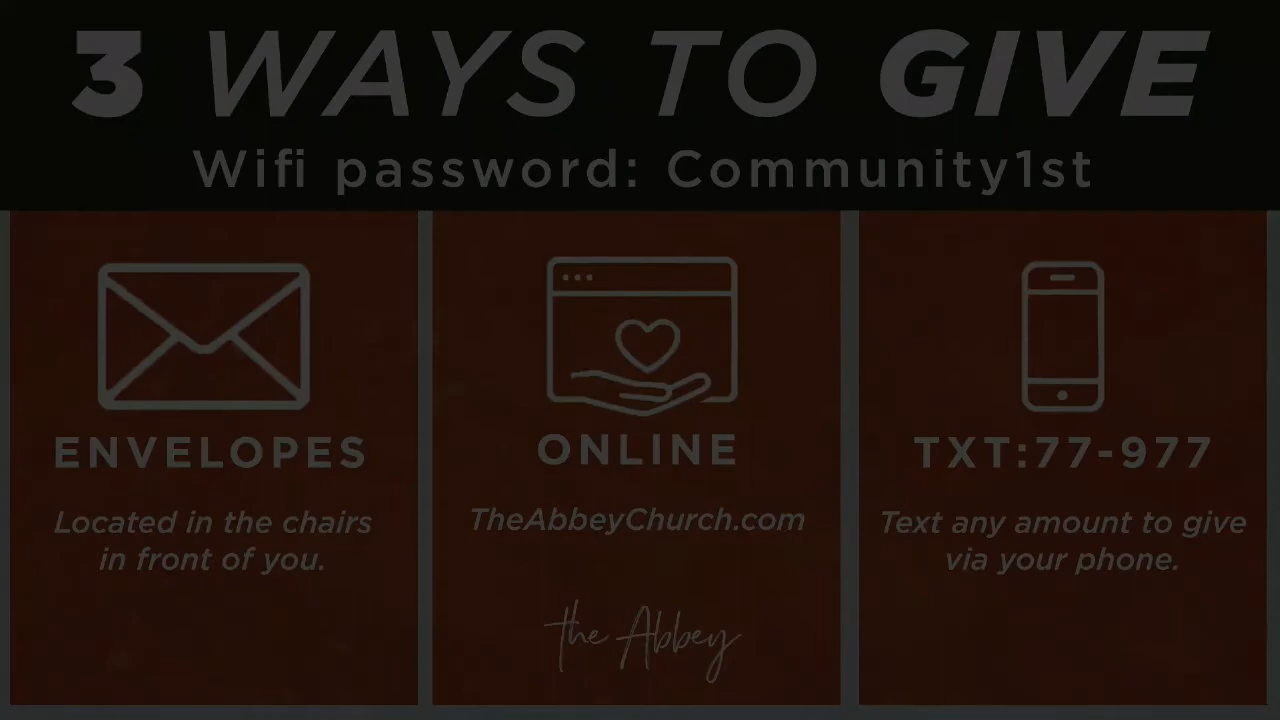 3 WAYS TO GIVE
Wifi password: Community1st
ENVELOPES
Located in the chairs
in front of you.
ONLINE
TheAbbeyChurch.com
the Abbey
TXT:77-977
Text any amount to give
via your phone.